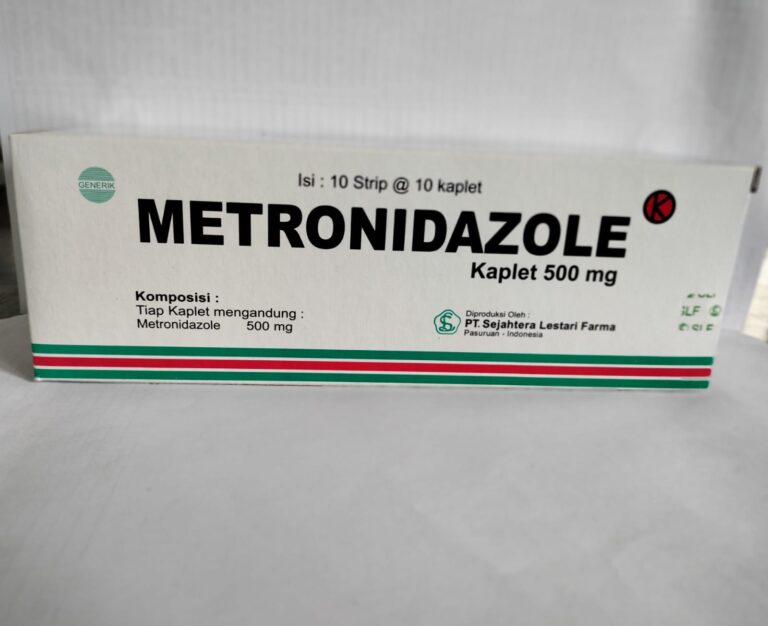 GENERIK
Isi : 10 Strip @ 10 kaplet
METRONIDAZOLE
K
Kaplet 500 mg
Komposisi :
Tiap Kaplet mengandung :
Metronidazole 500 mg
Diproduksi Oleh :
PT. Sejahtera Lestari Farma
Pasuruan - Indonesia
SLF